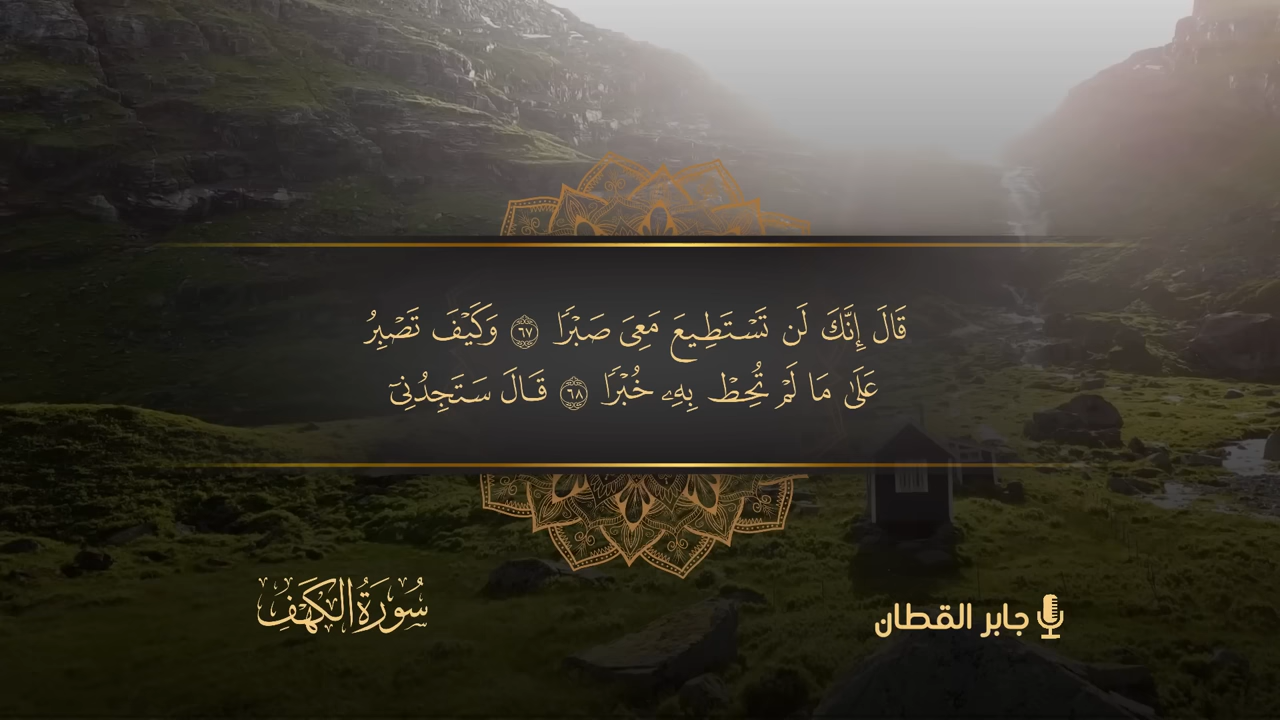 قَالَ إِنَّكَ لَن تَسْتَطِيعَ مَعِىَ صَبْرًا ٦٧ وَكَيْفَ تَصْبِرُ
عَلَىٰ مَا لَمْ تُحِطْ بِهِۦ خُبْرًا ٦٨ قَالَ سَتَجِدُنِىٓ
جابر القطان
سُورَةُ الكَهْفِ